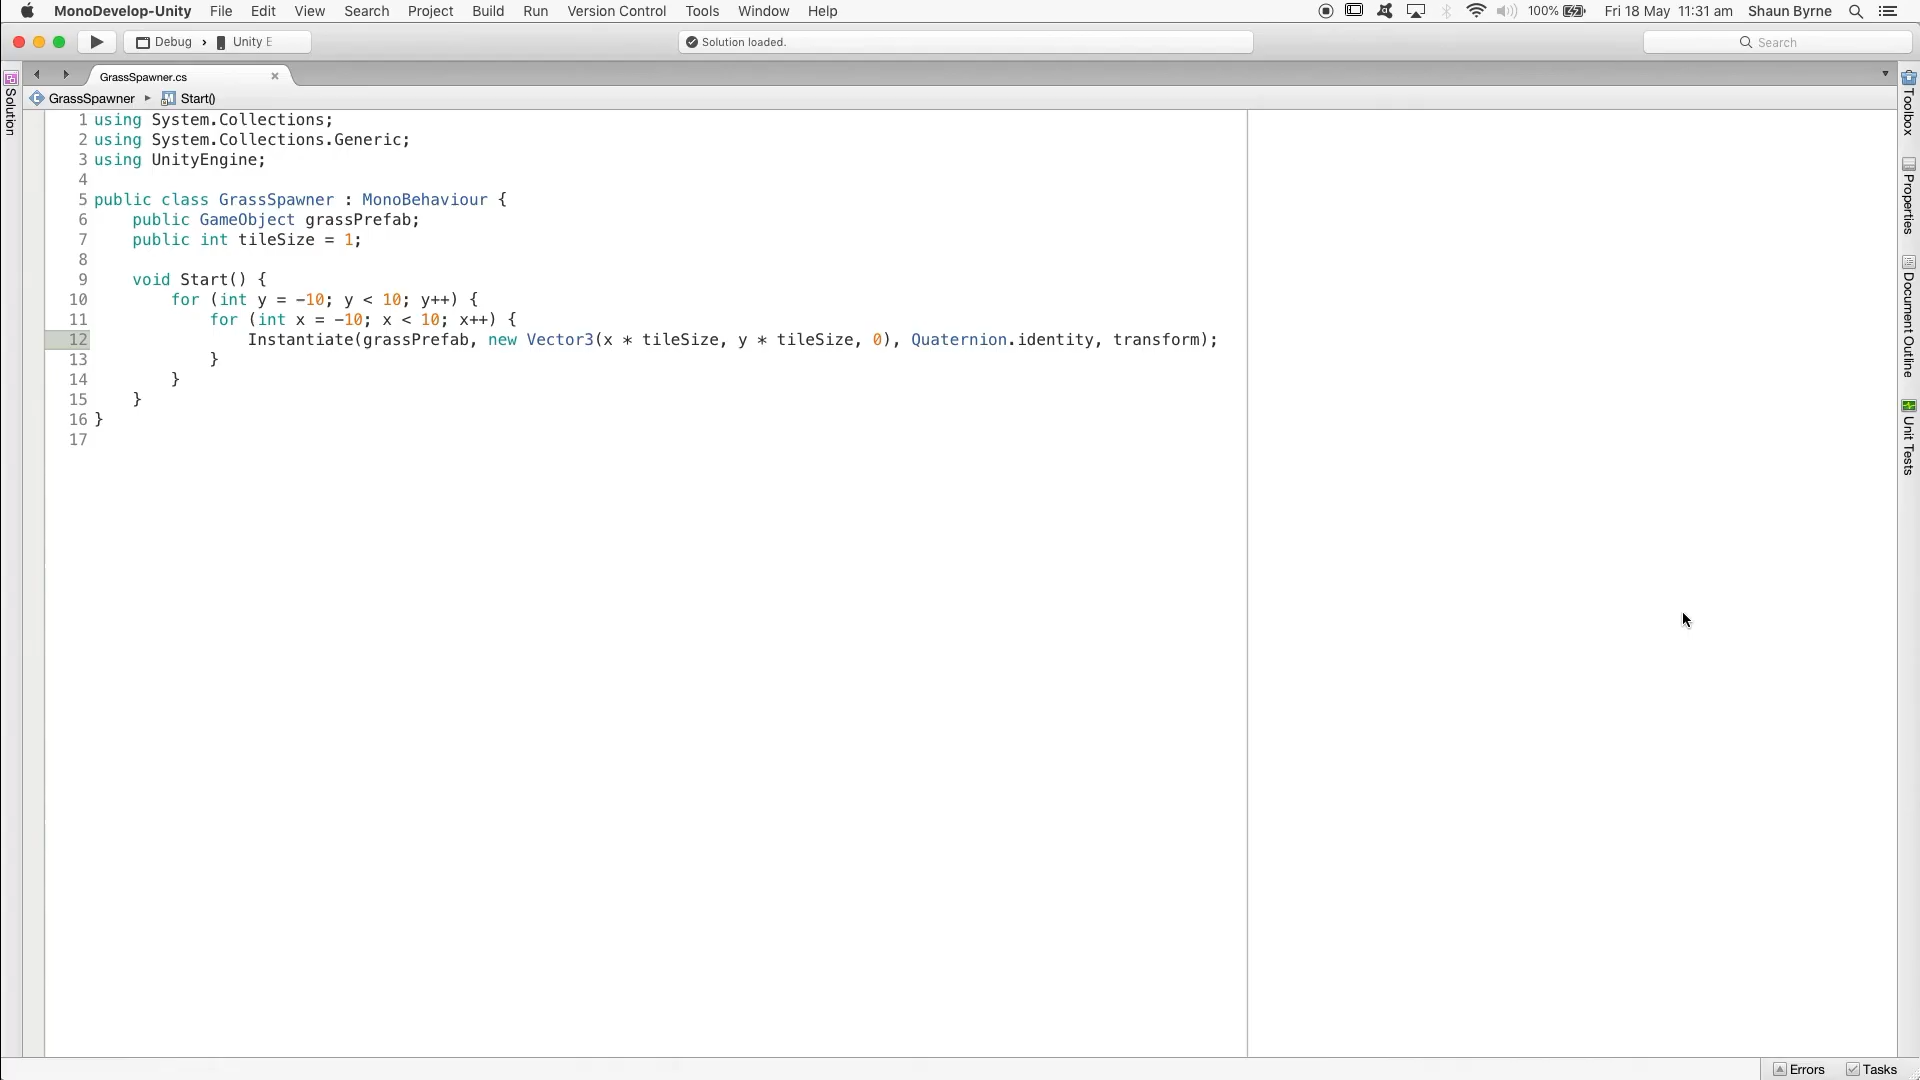 MonoDevelop-Unity File Edit View Search Project Build Run Version Control Tools Window Help 100% Fri 18 May 11:31 am Shaun Byrne
Debug › Unity E Solution loaded. Search
GrassSpawner.cs
GrassSpawner Start()
Solution
1 using System.Collections;
2 using System.Collections.Generic;
3 using UnityEngine;
4
5 public class GrassSpawner : MonoBehaviour {
6     public GameObject grassPrefab;
7     public int tileSize = 1;
8
9     void Start() {
10         for (int y = -10; y < 10; y++) {
11             for (int x = -10; x < 10; x++) {
12                 Instantiate(grassPrefab, new Vector3(x * tileSize, y * tileSize, 0), Quaternion.identity, transform);
13             }
14         }
15     }
16 }
17
Toolbox
Properties
Document Outline
Unit Tests
Errors Tasks